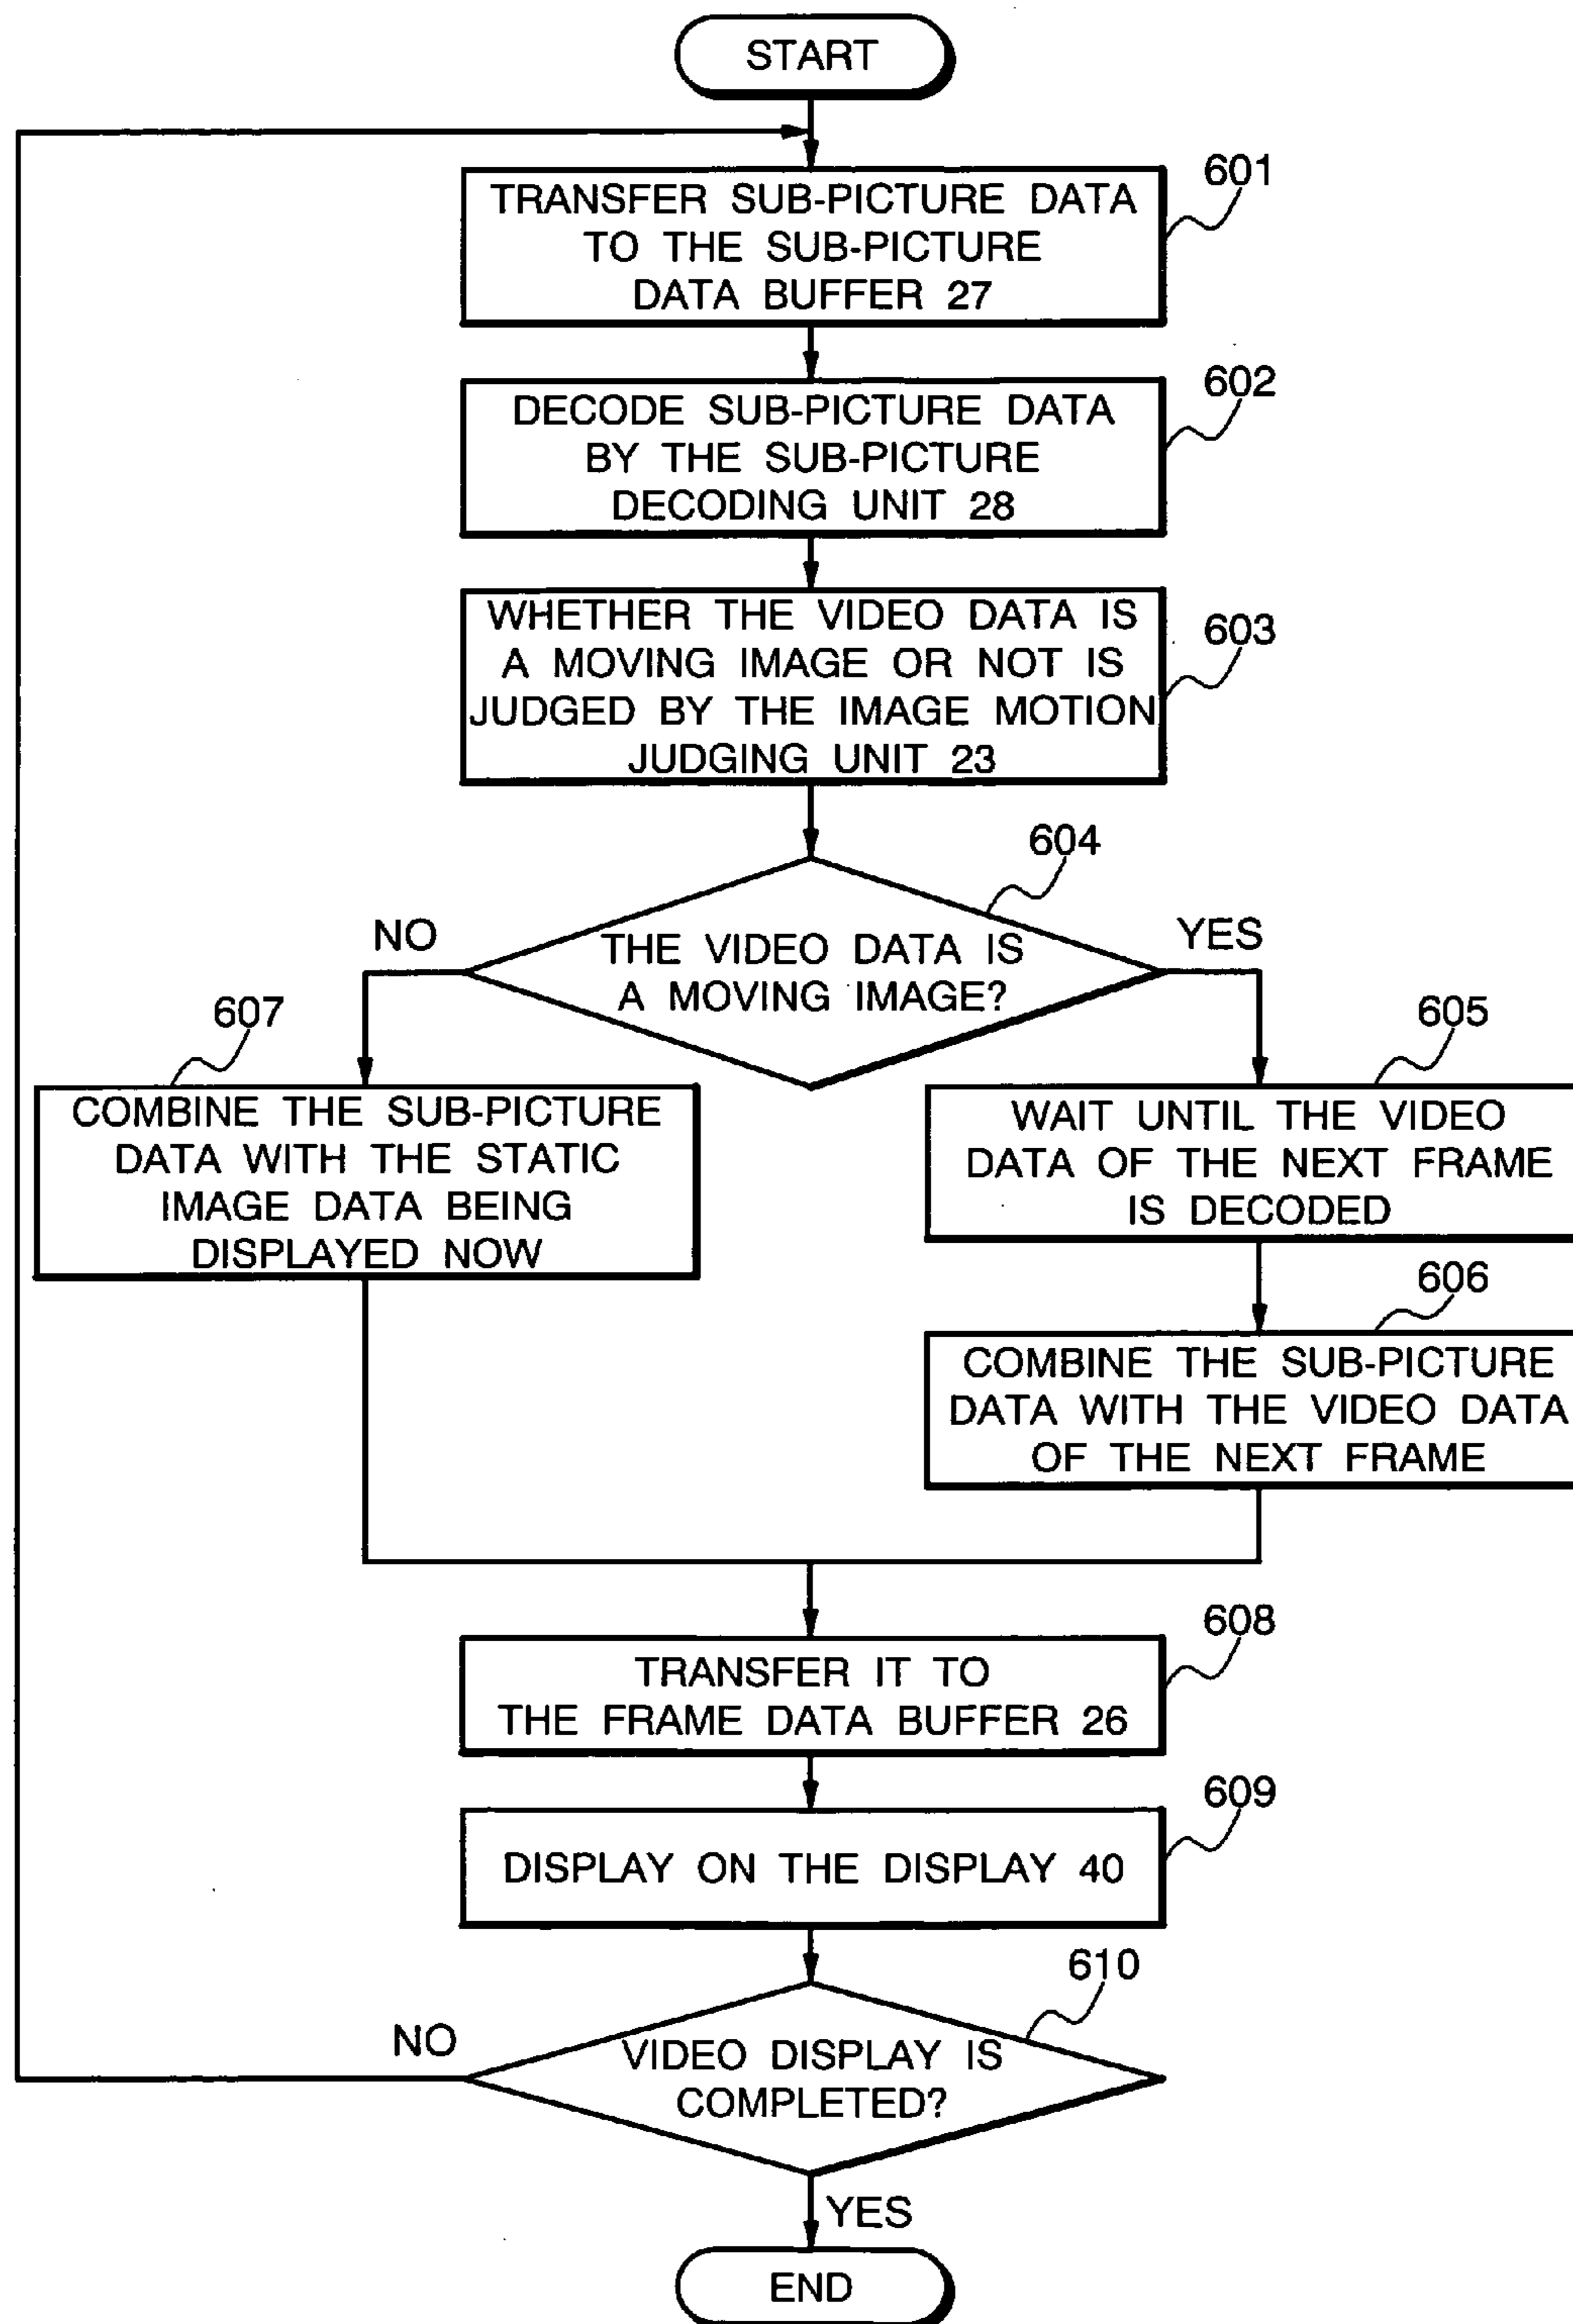 START
TRANSFER SUB-PICTURE DATA
TO THE SUB-PICTURE
DATA BUFFER 27
601
DECODE SUB-PICTURE DATA
BY THE SUB-PICTURE
DECODING UNIT 28
602
WHETHER THE VIDEO DATA IS
A MOVING IMAGE OR NOT IS
JUDGED BY THE IMAGE MOTION
JUDGING UNIT 23
603
604
NO
THE VIDEO DATA IS
A MOVING IMAGE?
YES
607
COMBINE THE SUB-PICTURE
DATA WITH THE STATIC
IMAGE DATA BEING
DISPLAYED NOW
605
WAIT UNTIL THE VIDEO
DATA OF THE NEXT FRAME
IS DECODED
606
COMBINE THE SUB-PICTURE
DATA WITH THE VIDEO DATA
OF THE NEXT FRAME
608
TRANSFER IT TO
THE FRAME DATA BUFFER 26
609
DISPLAY ON THE DISPLAY 40
610
NO
VIDEO DISPLAY IS
COMPLETED?
YES
END